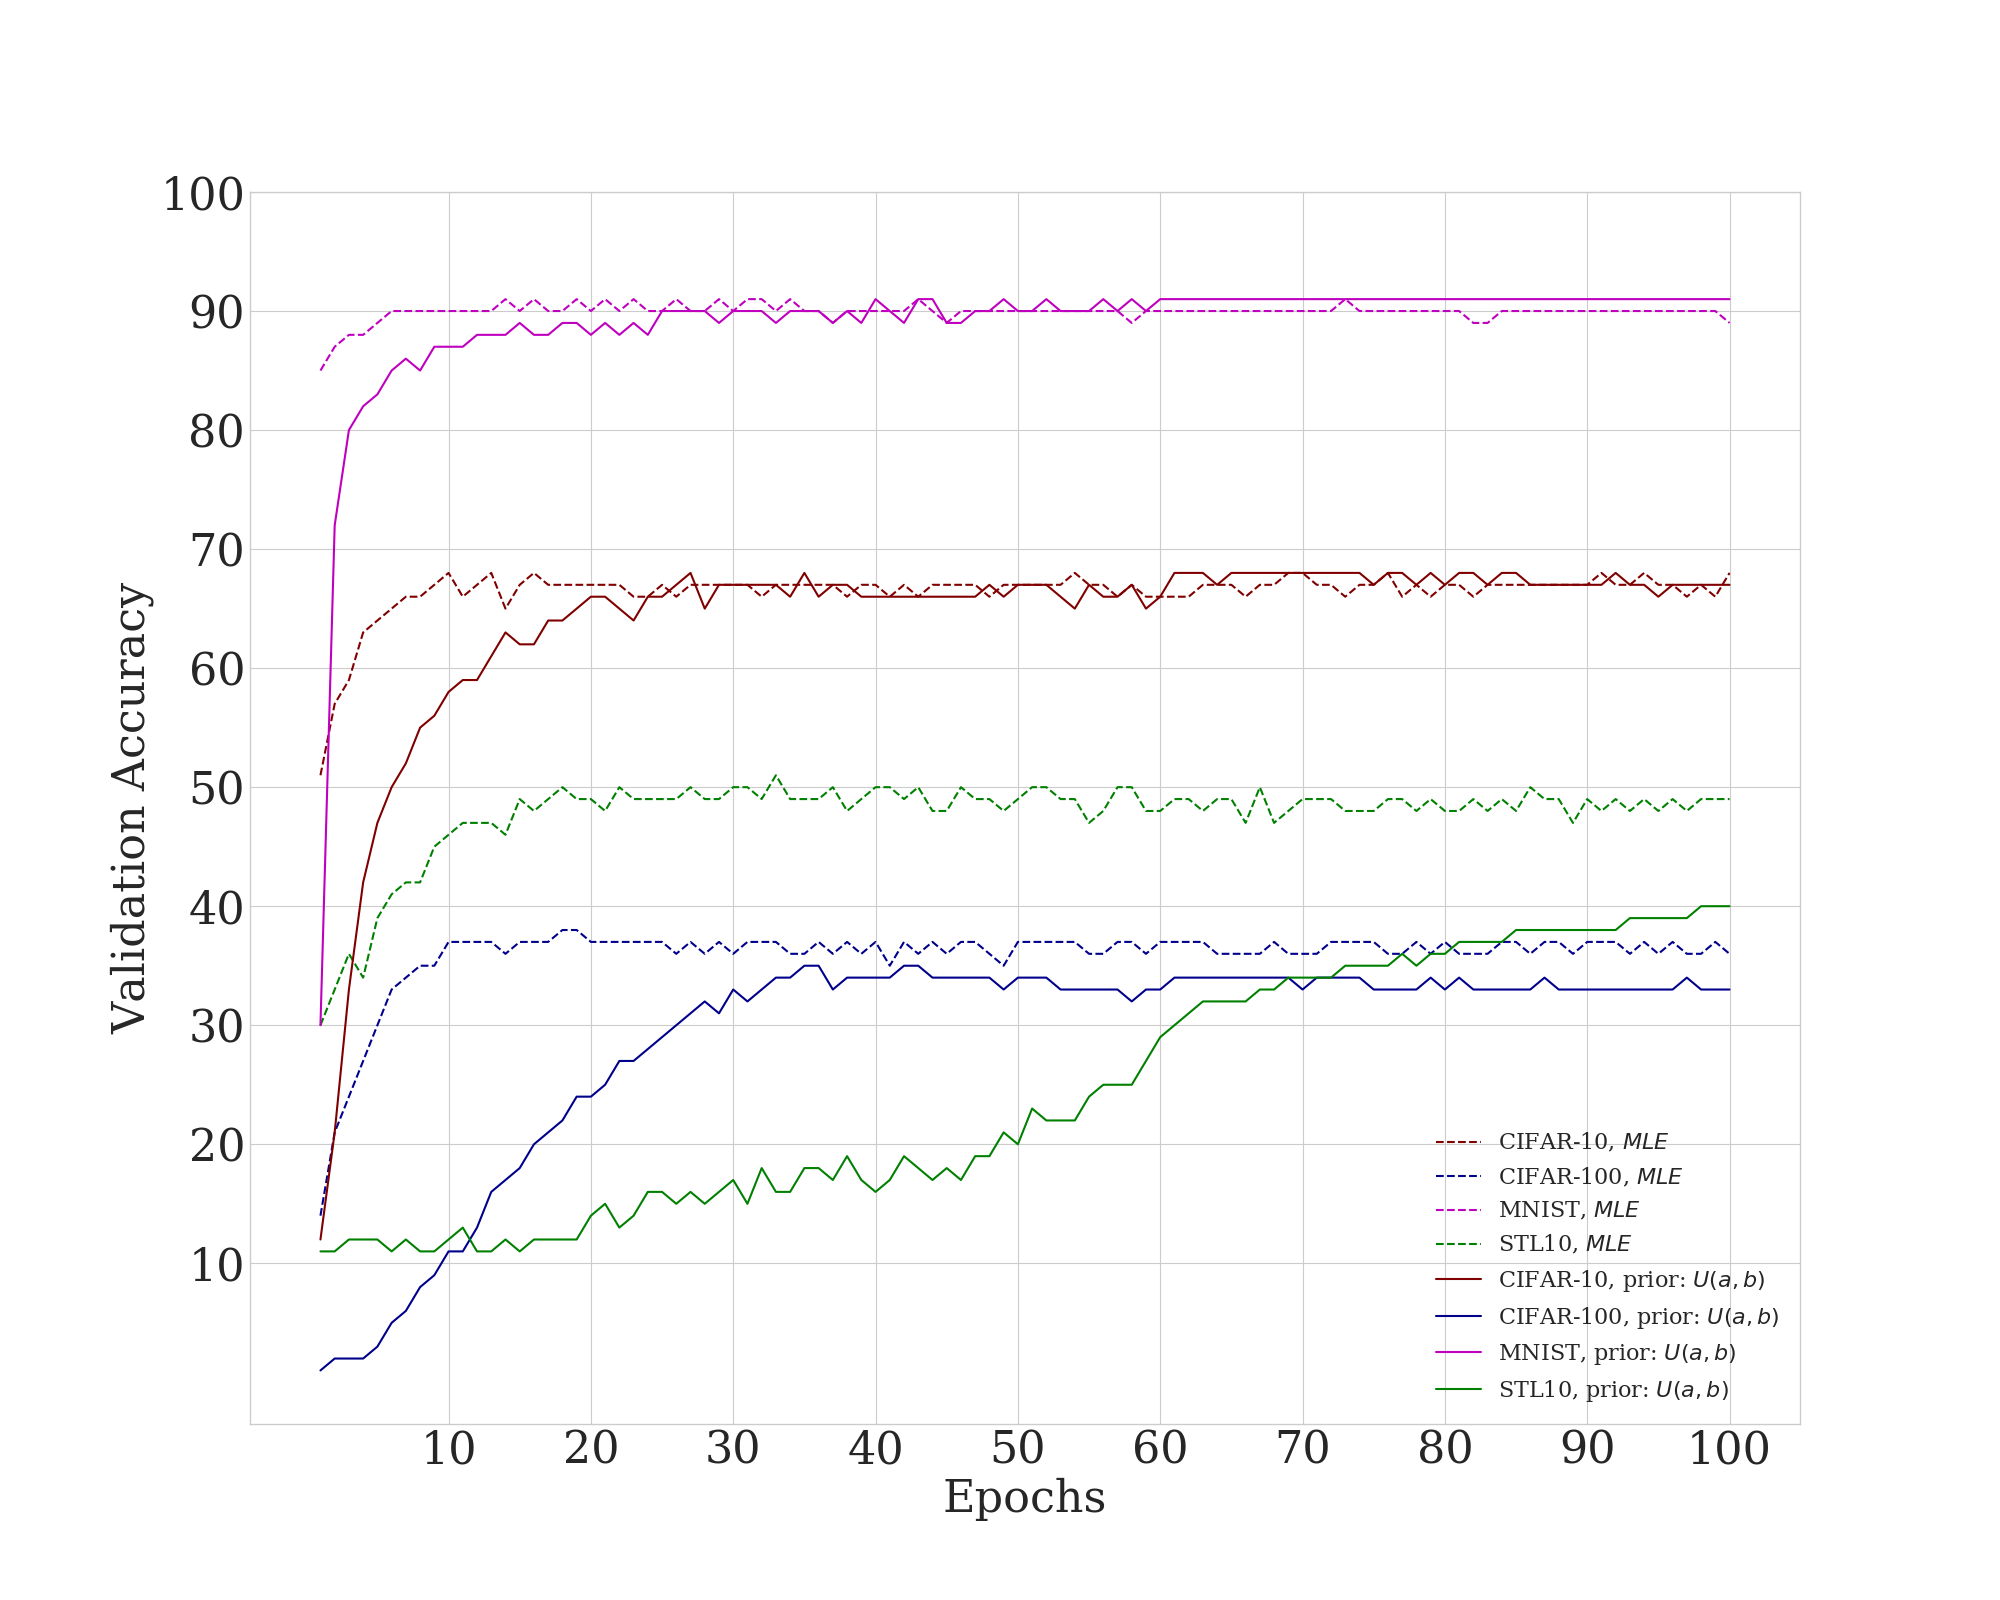 100
90
80
70
60
50
40
30
20
10
Validation Accuracy
CIFAR-10, MLE
CIFAR-100, MLE
MNIST, MLE
STL10, MLE
CIFAR-10, prior: U(a, b)
CIFAR-100, prior: U(a, b)
MNIST, prior: U(a, b)
STL10, prior: U(a, b)
10 20 30 40 50 60 70 80 90 100
Epochs